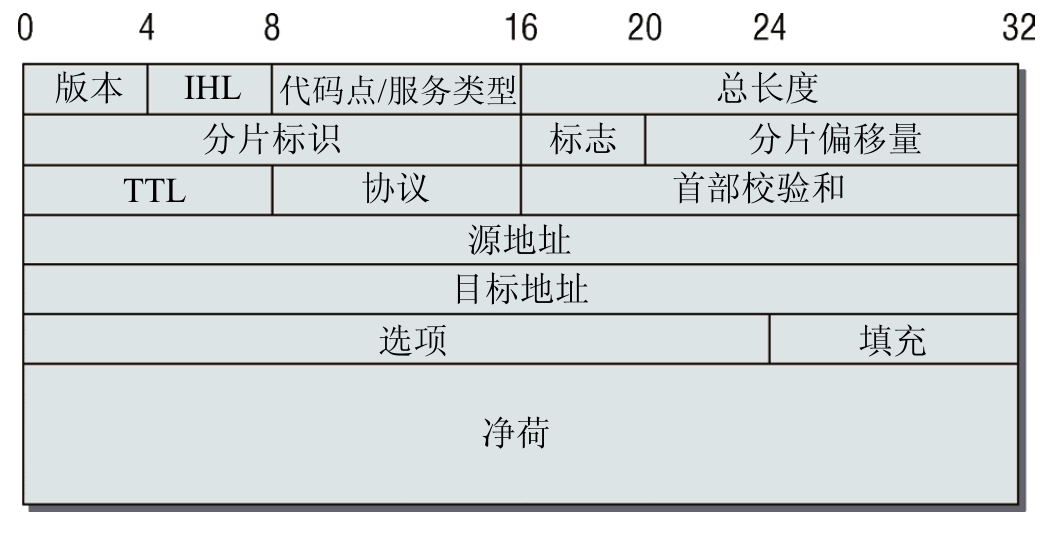 0 4 8 16 20 24 32
版本 IHL 代码点/服务类型 总长度
分片标识 标志 分片偏移量
TTL 协议 首部校验和
源地址
目标地址
选项 填充
净荷